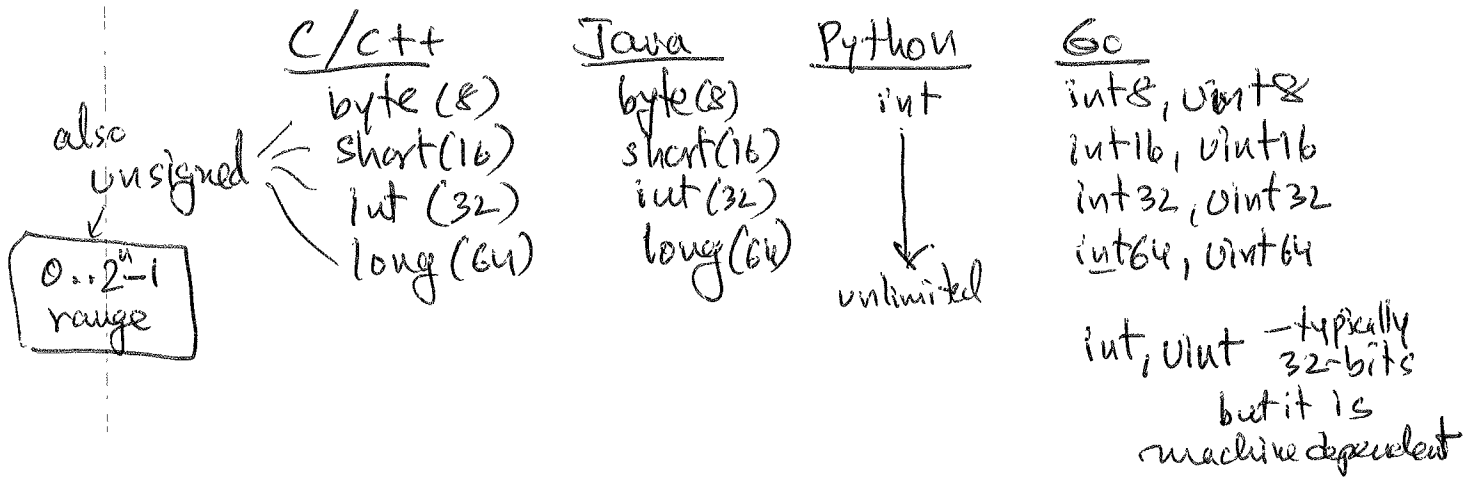 C/C++ Java Python Go
byte (8) byte (8) int int8, uint8
also
unsigned
short (16) short (16) int16, uint16
int (32) int (32) int32, uint32
long (64) long (64) unlimited int64, uint64
0..2^n-1
range
int, uint - typically
32-bits
but it is
machine dependent